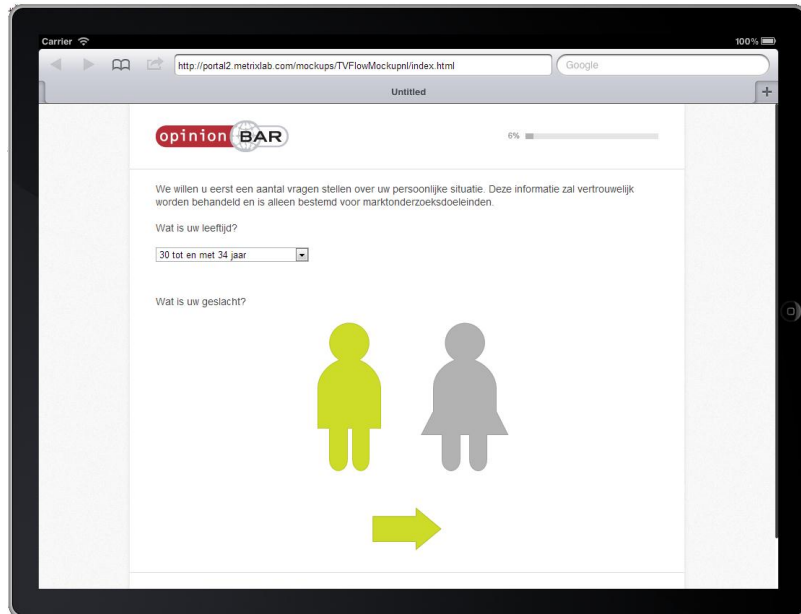 Carrier
100%
http://portal2.metrixlab.com/mockups/TVFlowMockupnl/index.html
Google
Untitled
opinion BAR
6%
We willen u eerst een aantal vragen stellen over uw persoonlijke situatie. Deze informatie zal vertrouwelijk
worden behandeld en is alleen bestemd voor marktonderzoeksdoeleinden.
Wat is uw leeftijd?
30 tot en met 34 jaar
Wat is uw geslacht?